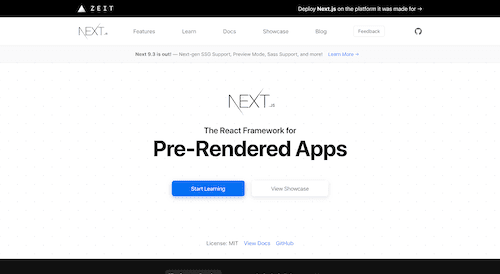 ZEIT
Deploy Next.js on the platform it was made for →
NEXT.JS
Features
Learn
Docs
Showcase
Blog
Feedback
Next 9.3 is out! — Next-gen SSG Support, Preview Mode, Sass Support, and more! Learn more →
NEXT.JS
The React Framework for
Pre-Rendered Apps
Start Learning
View Showcase
License: MIT
View Docs
GitHub